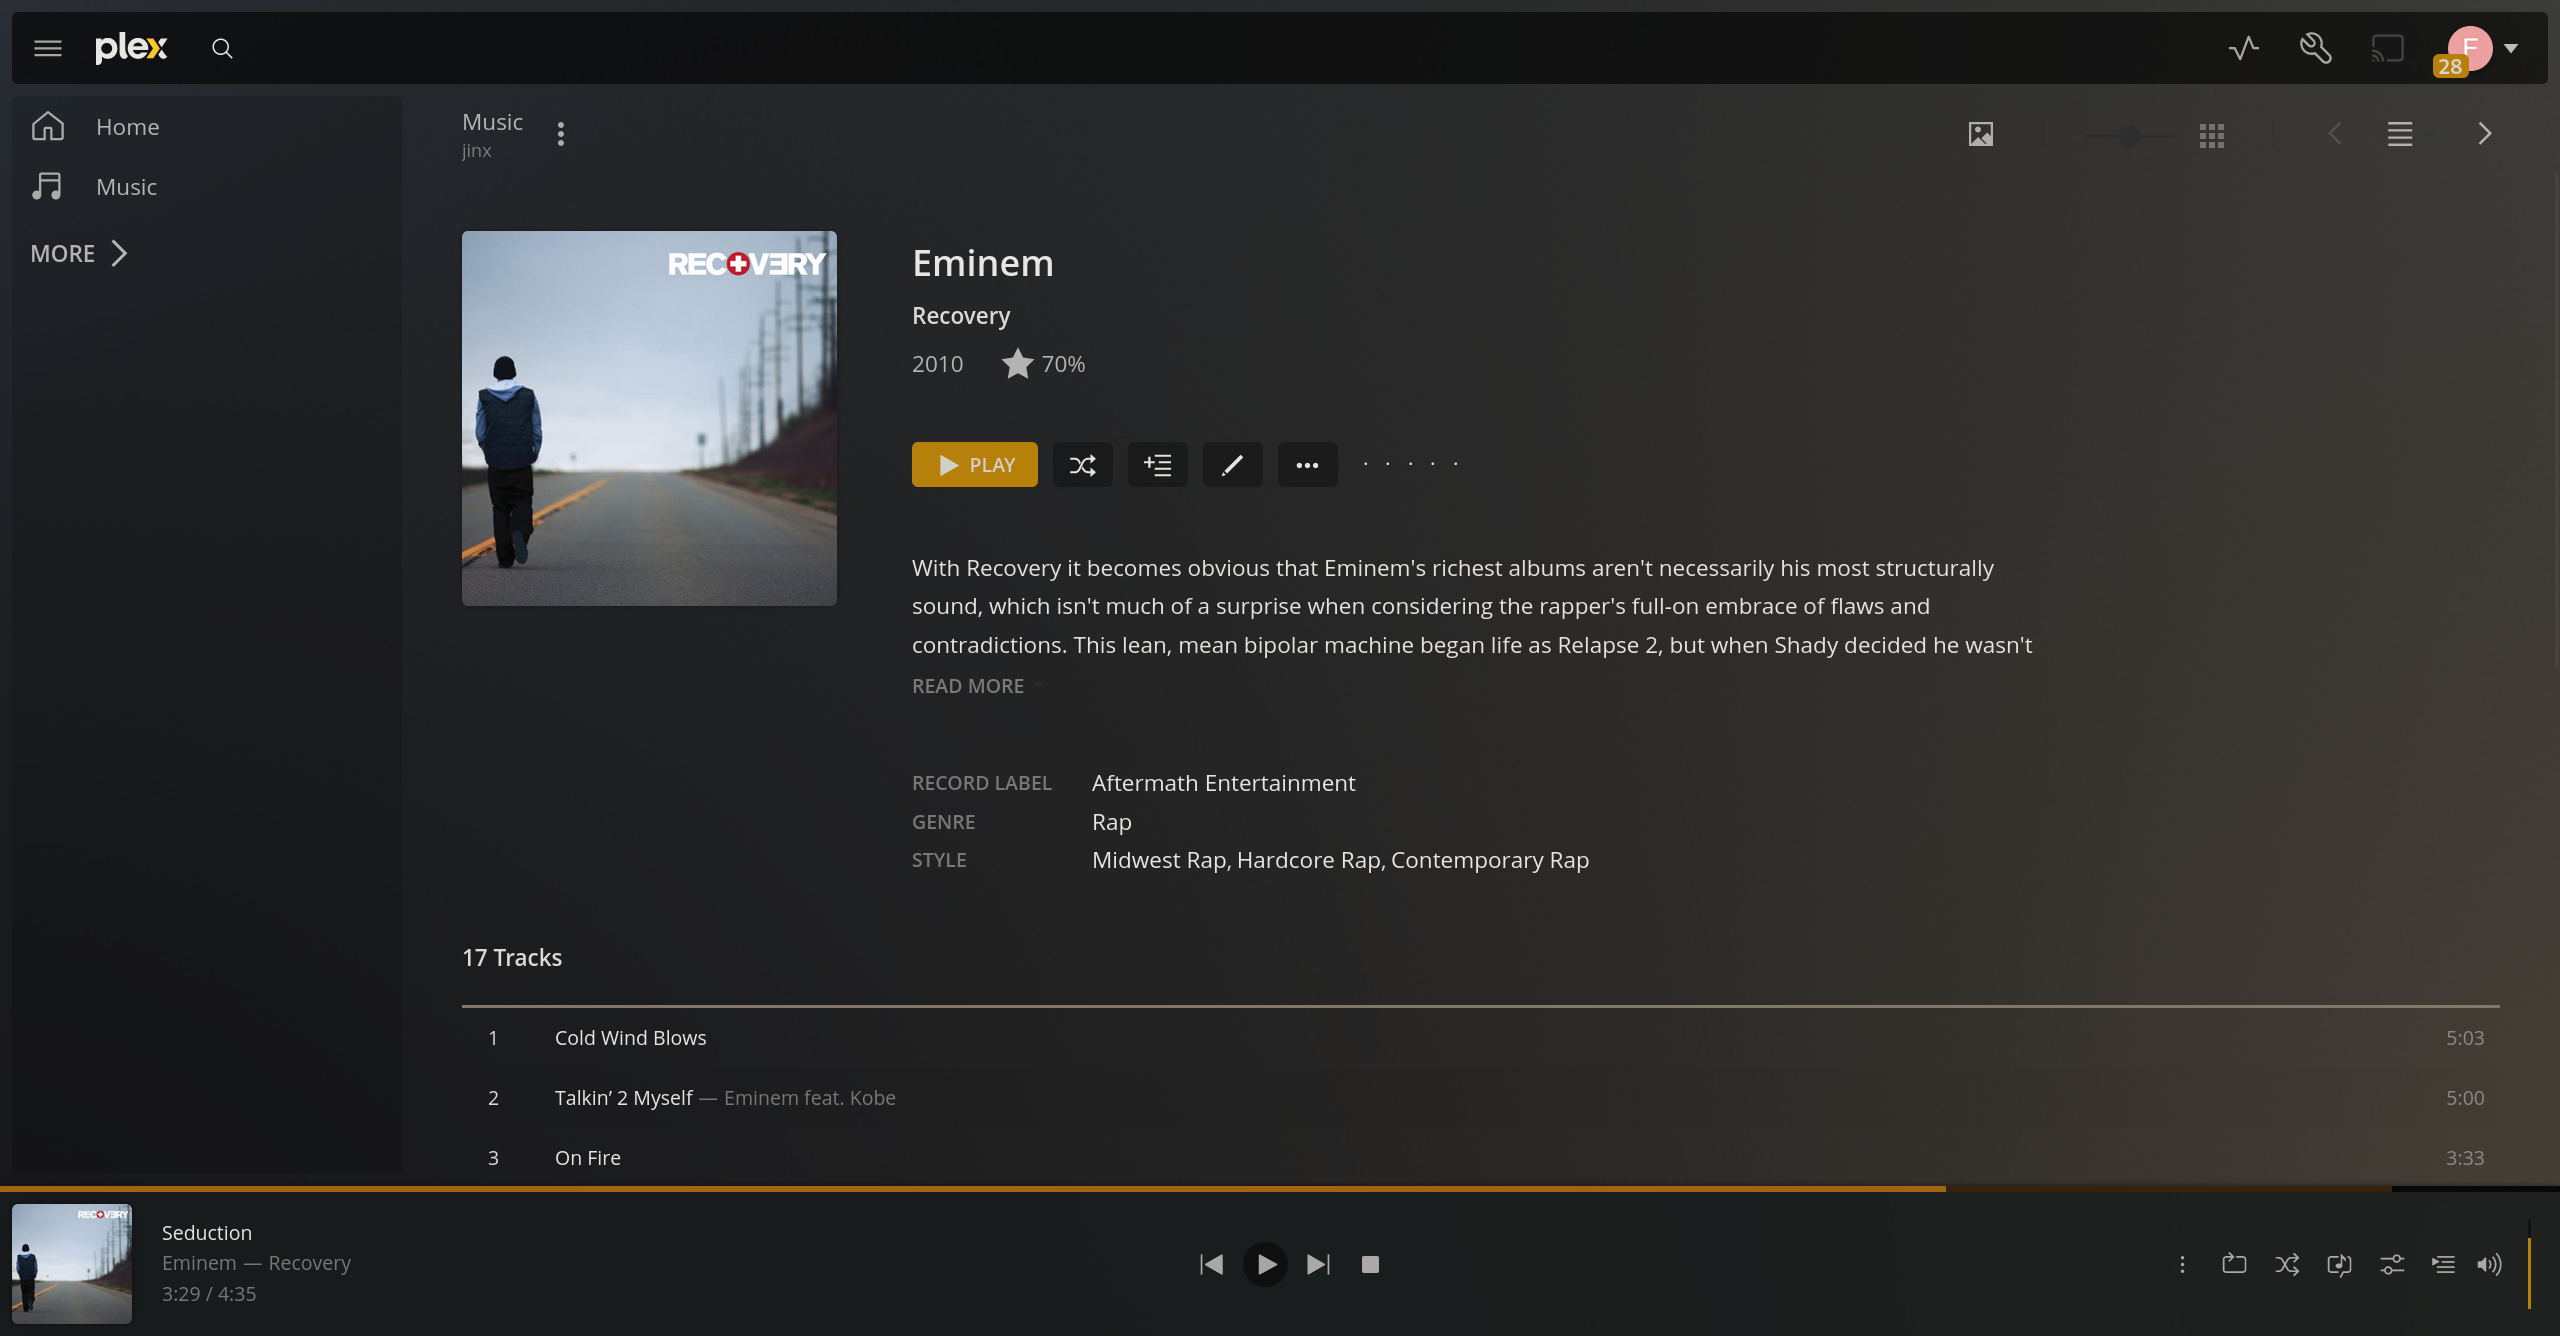 plex
F
28
Home
Music
MORE
Music
jinx
RECOVERY
Eminem
Recovery
2010 70%
PLAY
With Recovery it becomes obvious that Eminem's richest albums aren't necessarily his most structurally
sound, which isn't much of a surprise when considering the rapper's full-on embrace of flaws and
contradictions. This lean, mean bipolar machine began life as Relapse 2, but when Shady decided he wasn't
READ MORE
RECORD LABEL Aftermath Entertainment
GENRE Rap
STYLE Midwest Rap, Hardcore Rap, Contemporary Rap
17 Tracks
1 Cold Wind Blows 5:03
2 Talkin’ 2 Myself — Eminem feat. Kobe 5:00
3 On Fire 3:33
RECOVERY
Seduction
Eminem — Recovery
3:29 / 4:35